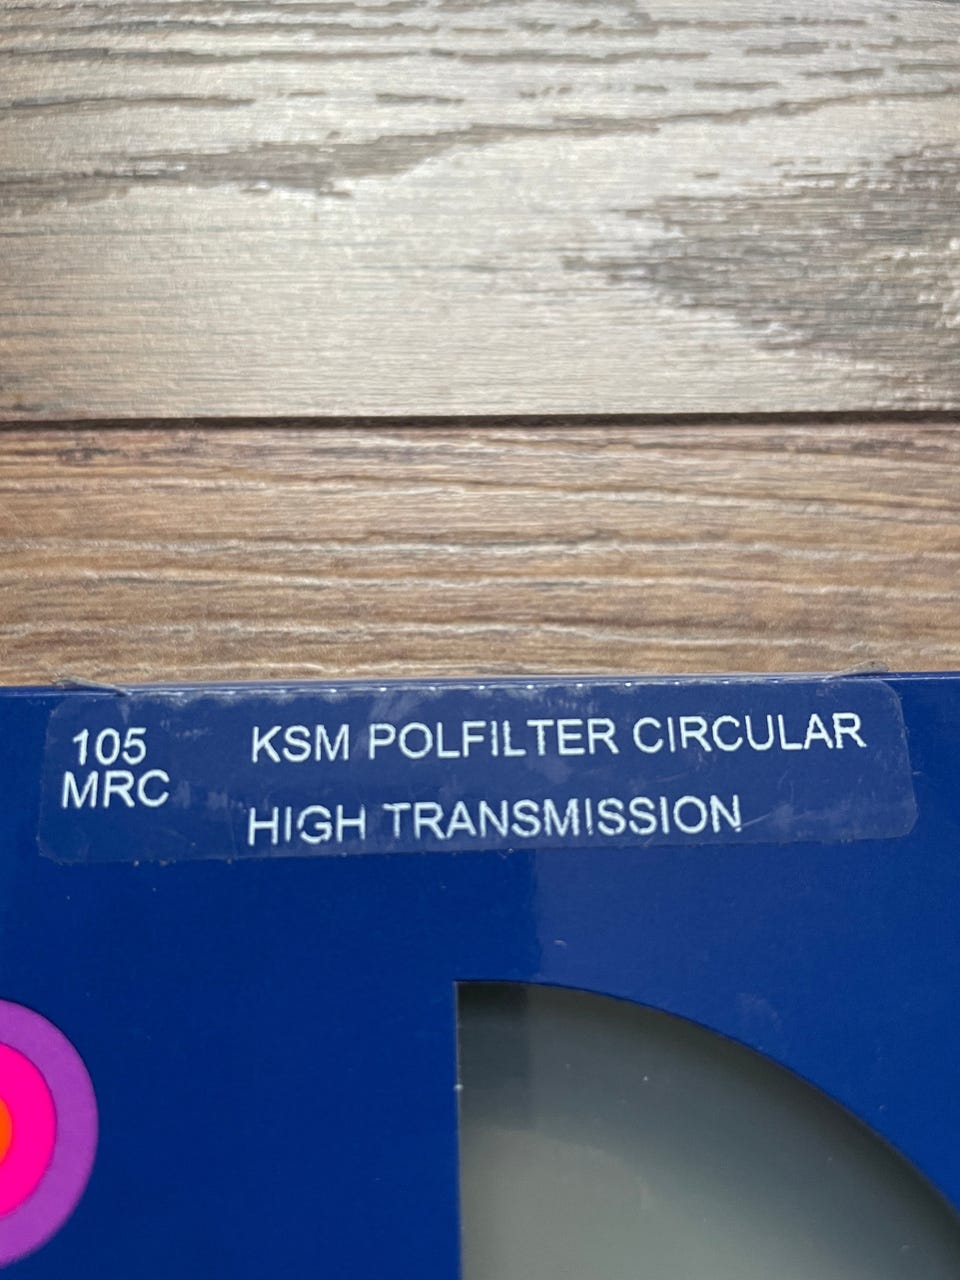 105 KSM POLFILTER CIRCULAR
MRC
HIGH TRANSMISSION